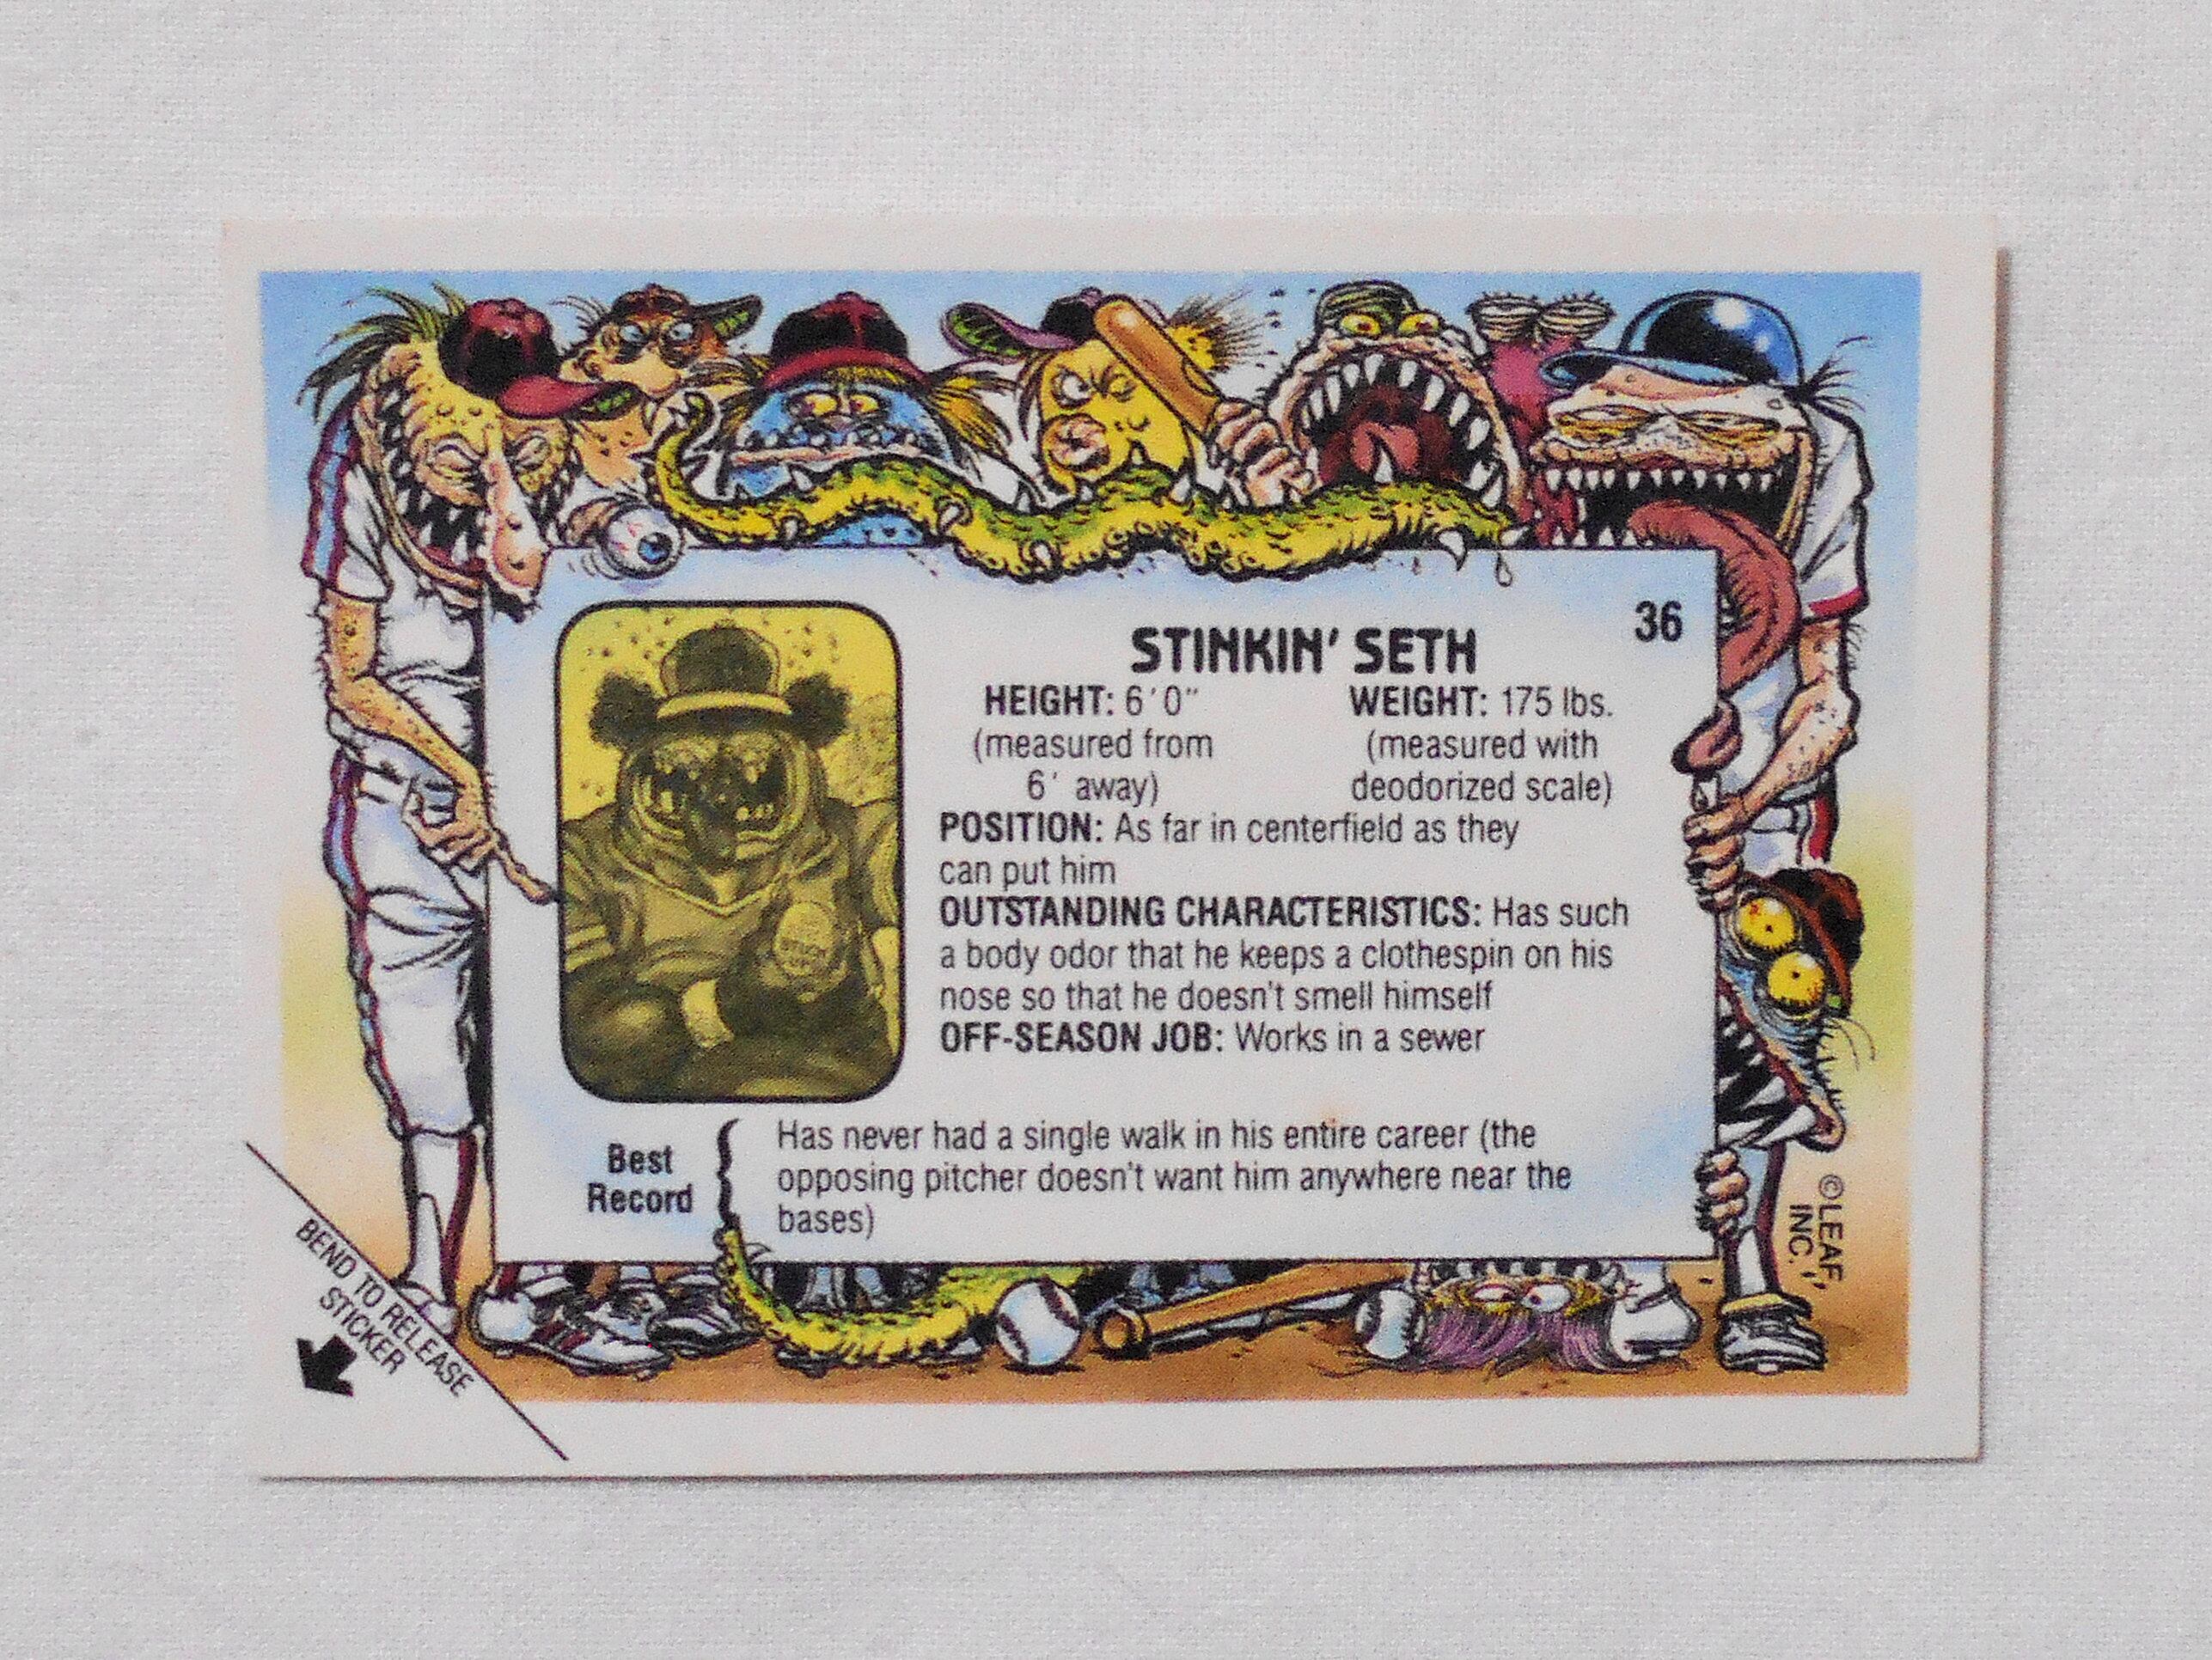 36
STINKIN' SETH
HEIGHT: 6'0" WEIGHT: 175 lbs.
(measured from (measured with
6' away) deodorized scale)
POSITION: As far in centerfield as they
can put him
OUTSTANDING CHARACTERISTICS: Has such
a body odor that he keeps a clothespin on his
nose so that he doesn't smell himself
OFF-SEASON JOB: Works in a sewer
Best
Record
Has never had a single walk in his entire career (the
opposing pitcher doesn't want him anywhere near the
bases)
©LEAF
INC.
BEND TO RELEASE
STICKER